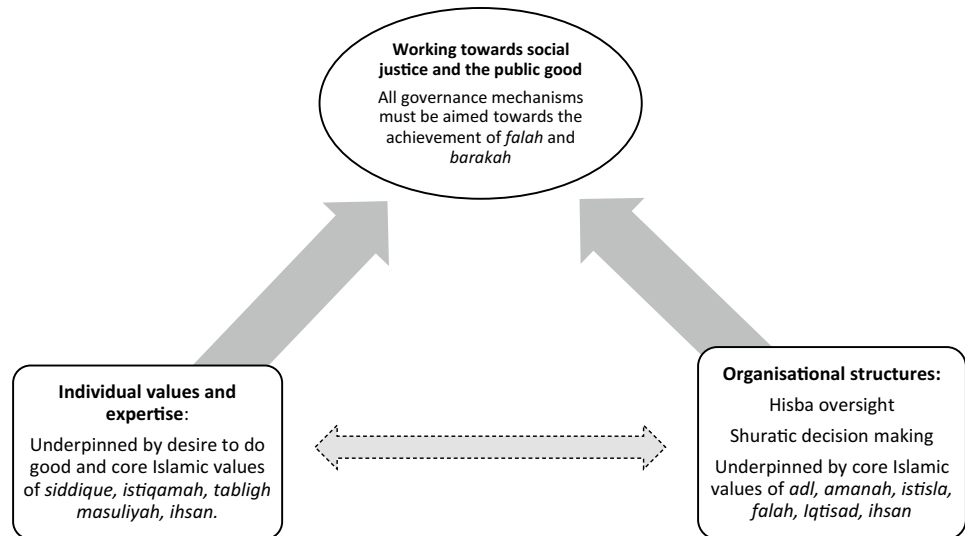 Working towards social
justice and the public good
All governance mechanisms
must be aimed towards the
achievement of falah and
barakah
Individual values and
expertise:
Underpinned by desire to do
good and core Islamic values
of siddique, istiqamah, tabligh
masuliyah, ihsan.
Organisational structures:
Hisba oversight
Shuratic decision making
Underpinned by core Islamic
values of adl, amanah, istisla,
falah, Iqtisad, ihsan